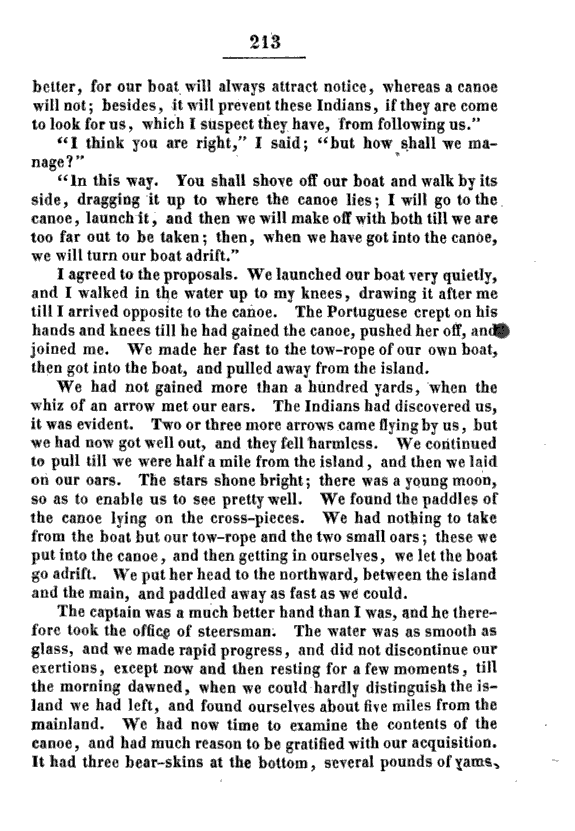 213
better, for our boat will always attract notice, whereas a canoe
will not; besides, it will prevent these Indians, if they are come
to look for us, which I suspect they have, from following us."
"I think you are right," I said; "but how shall we ma-
nage?"
"In this way. You shall shove off our boat and walk by its
side, dragging it up to where the canoe lies; I will go to the
canoe, launch it, and then we will make off with both till we are
too far out to be taken; then, when we have got into the canoe,
we will turn our boat adrift."
I agreed to the proposals. We launched our boat very quietly,
and I walked in the water up to my knees, drawing it after me
till I arrived opposite to the canoe. The Portuguese crept on his
hands and knees till he had gained the canoe, pushed her off, and
joined me. We made her fast to the tow-rope of our own boat,
then got into the boat, and pulled away from the island.
We had not gained more than a hundred yards, when the
whiz of an arrow met our ears. The Indians had discovered us,
it was evident. Two or three more arrows came flying by us, but
we had now got well out, and they fell harmless. We continued
to pull till we were half a mile from the island, and then we laid
on our oars. The stars shone bright; there was a young moon,
so as to enable us to see pretty well. We found the paddles of
the canoe lying on the cross-pieces. We had nothing to take
from the boat but our tow-rope and the two small oars; these we
put into the canoe, and then getting in ourselves, we let the boat
go adrift. We put her head to the northward, between the island
and the main, and paddled away as fast as we could.
The captain was a much better hand than I was, and he there-
fore took the office of steersman. The water was as smooth as
glass, and we made rapid progress, and did not discontinue our
exertions, except now and then resting for a few moments, till
the morning dawned, when we could hardly distinguish the is-
land we had left, and found ourselves about five miles from the
mainland. We had now time to examine the contents of the
canoe, and had much reason to be gratified with our acquisition.
It had three bear-skins at the bottom, several pounds of yams,